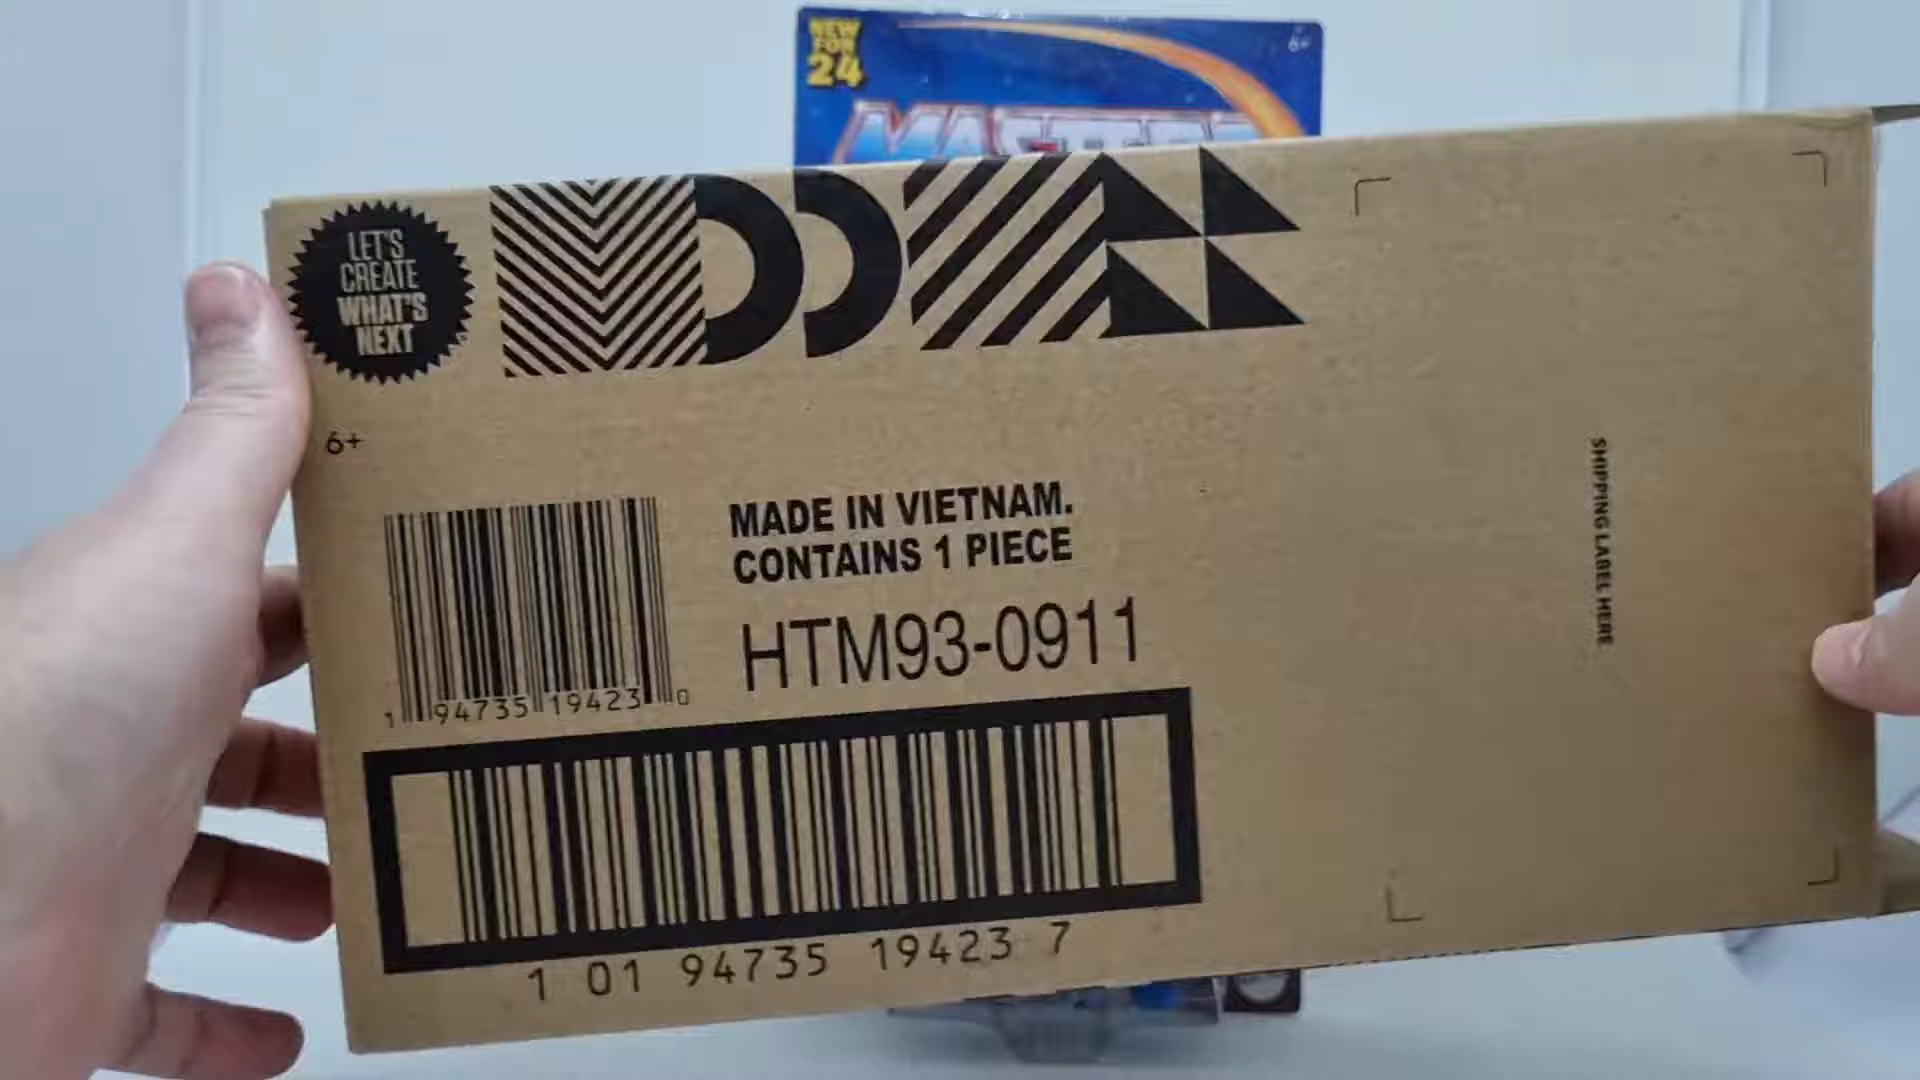 NEW
FOR
24
6+
MASTERS
LET'S
CREATE
WHAT'S
NEXT
6+
MADE IN VIETNAM.
CONTAINS 1 PIECE
HTM93-0911
1 94735 19423 0
1 01 94735 19423 7
SHIPPING LABEL HERE